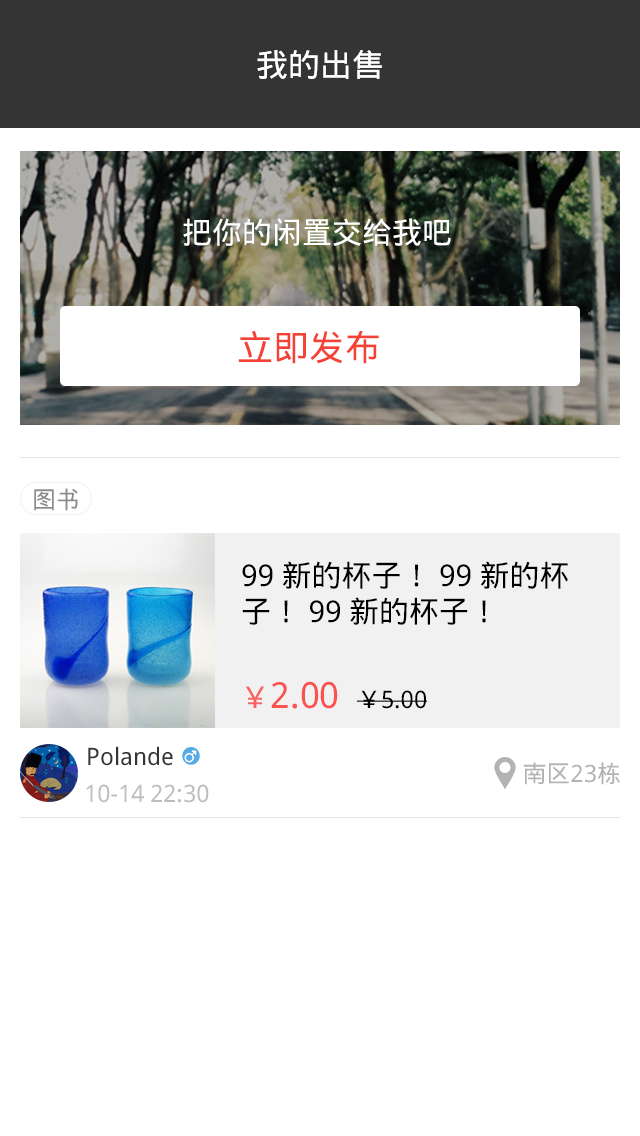 我的出售
把你的闲置交给我吧
立即发布
图书
99 新的杯子！ 99 新的杯
子！ 99 新的杯子！
￥2.00 ￥5.00
Polande
10-14 22:30
南区23栋